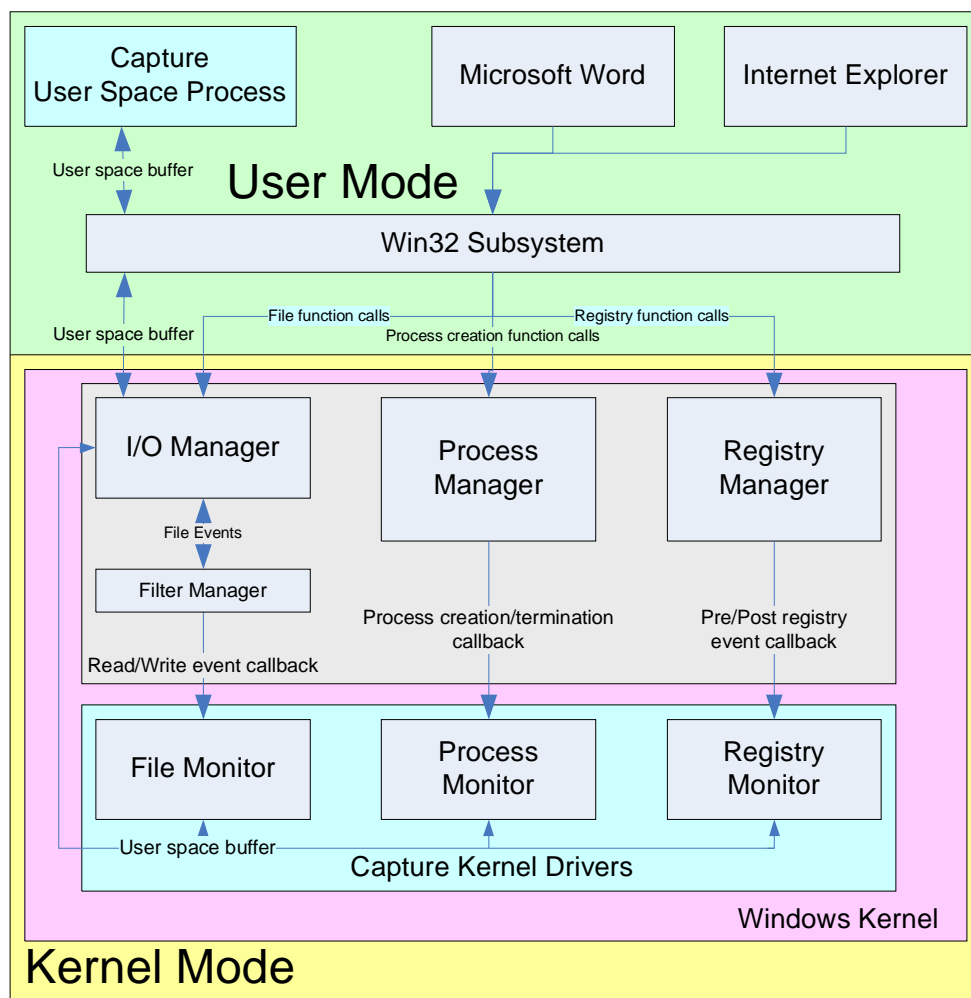 Capture
User Space Process
Microsoft Word
Internet Explorer
User space buffer
User Mode
Win32 Subsystem
User space buffer
File function calls
Process creation function calls
Registry function calls
I/O Manager
Process
Manager
Registry
Manager
File Events
Filter Manager
Process creation/termination
callback
Pre/Post registry
event callback
Read/Write event callback
File Monitor
Process
Monitor
Registry
Monitor
User space buffer
Capture Kernel Drivers
Windows Kernel
Kernel Mode